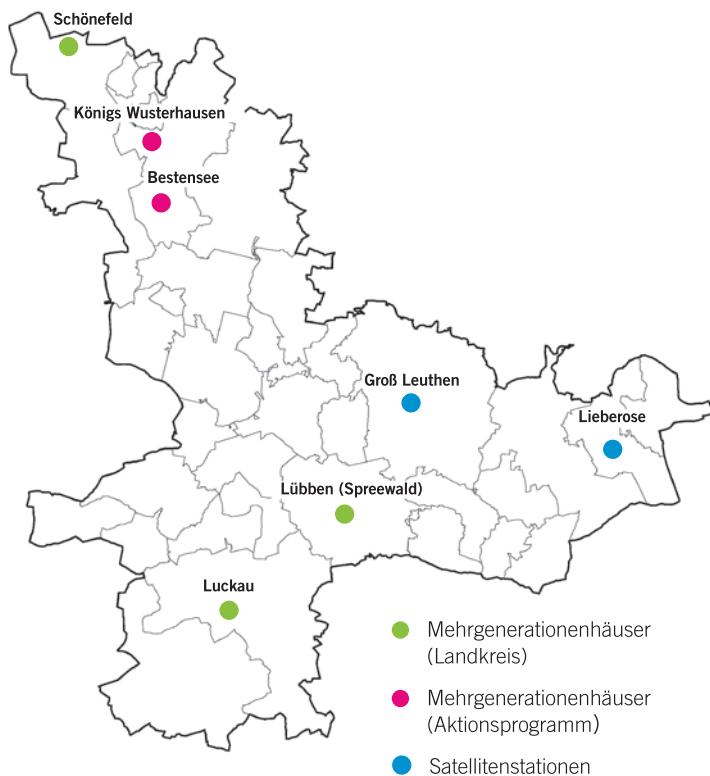 Schönefeld
Königs Wusterhausen
Bestensee
Groß Leuthen
Lieberose
Lübben (Spreewald)
Luckau
Mehrgenerationenhäuser
(Landkreis)
Mehrgenerationenhäuser
(Aktionsprogramm)
Satellitenstationen